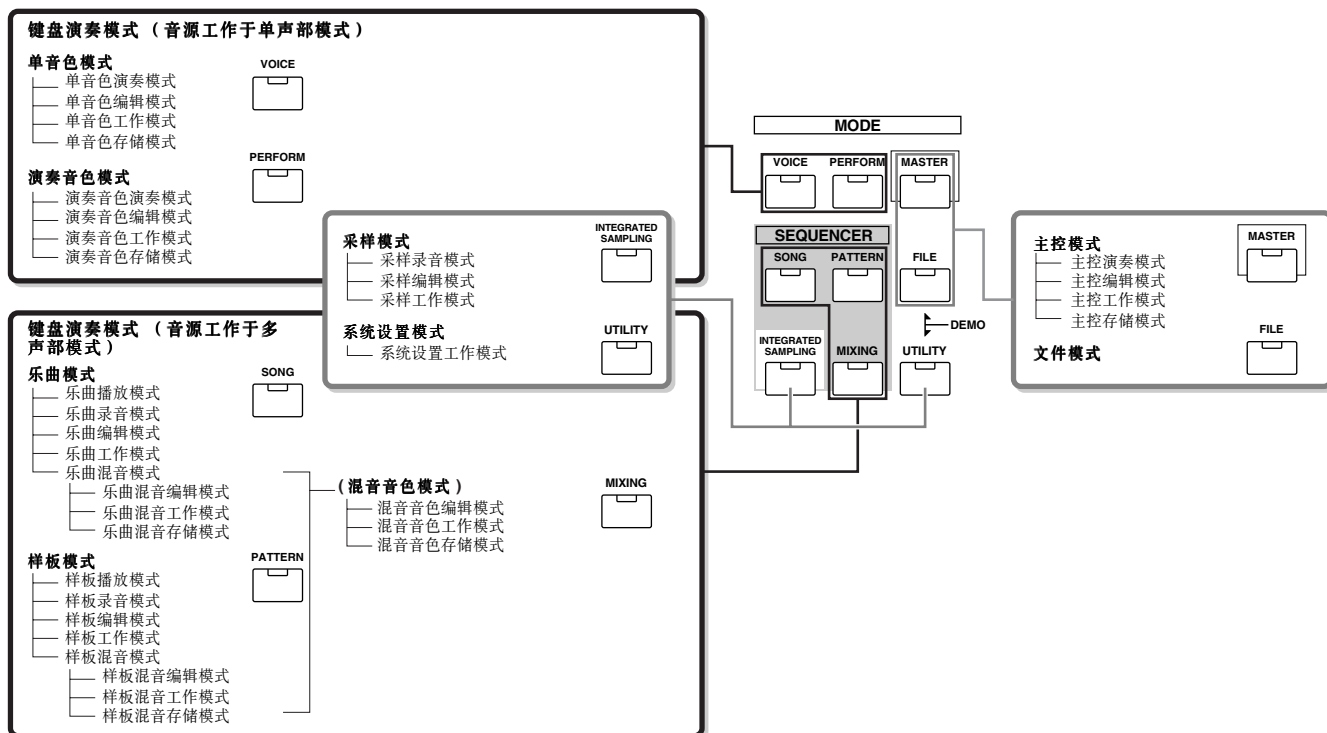 键盘演奏模式 （音源工作于单声部模式）
单音色模式
VOICE
单音色演奏模式
单音色编辑模式
单音色工作模式
单音色存储模式
PERFORM
演奏音色模式
演奏音色演奏模式
演奏音色编辑模式
演奏音色工作模式
演奏音色存储模式
采样模式
INTEGRATED
SAMPLING
采样录音模式
采样编辑模式
采样工作模式
系统设置模式
UTILITY
系统设置工作模式
键盘演奏模式 （音源工作于多
声部模式）
乐曲模式
SONG
乐曲播放模式
乐曲录音模式
乐曲编辑模式
乐曲工作模式
乐曲混音模式
乐曲混音编辑模式
乐曲混音工作模式
乐曲混音存储模式
（混音音色模式）
MIXING
混音音色编辑模式
混音音色工作模式
混音音色存储模式
样板模式
PATTERN
样板播放模式
样板录音模式
样板编辑模式
样板工作模式
样板混音模式
样板混音编辑模式
样板混音工作模式
样板混音存储模式
MODE
VOICE
PERFORM
MASTER
SEQUENCER
SONG
PATTERN
FILE
DEMO
INTEGRATED
SAMPLING
MIXING
UTILITY
主控模式
MASTER
主控演奏模式
主控编辑模式
主控工作模式
主控存储模式
文件模式
FILE